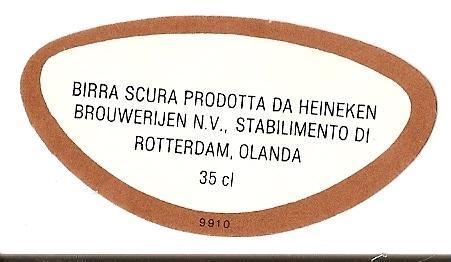 BIRRA SCURA PRODOTTA DA HEINEKEN
BROUWERIJEN N.V., STABILIMENTO DI
ROTTERDAM, OLANDA
35 cl
9910